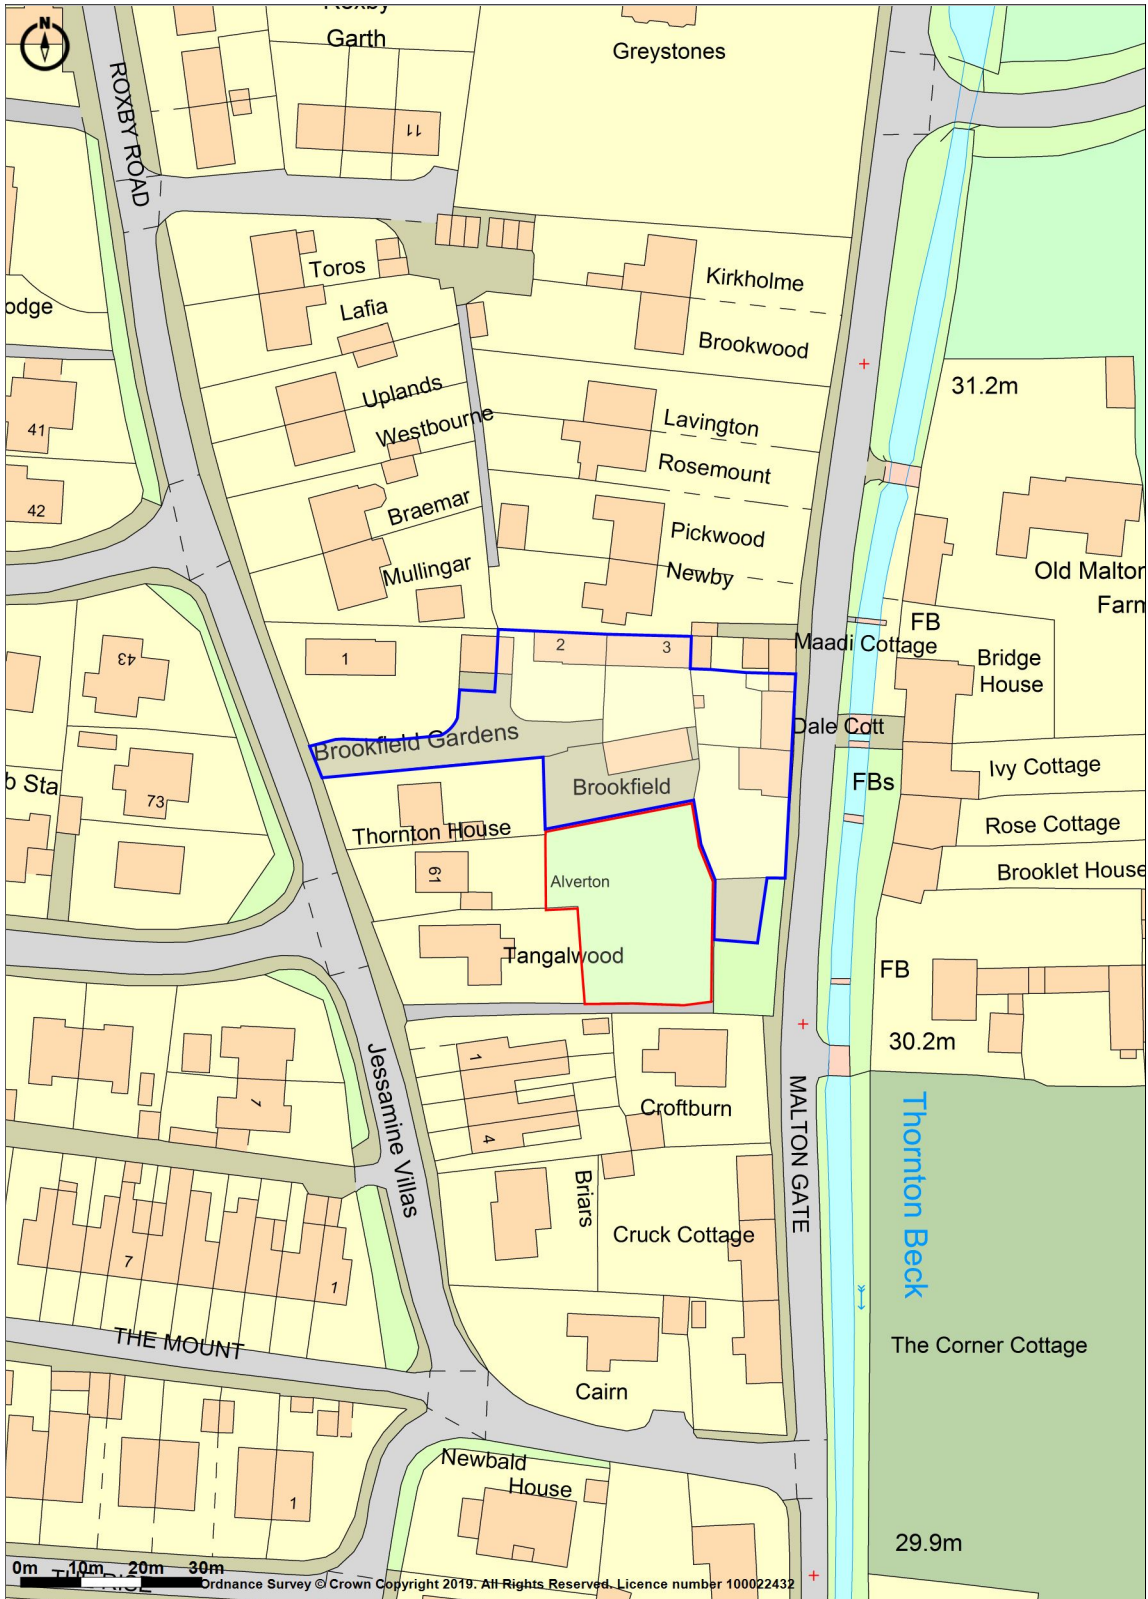 N
Roxby
Garth
Greystones
ROXBY ROAD
11
Toros
Kirkholme
Lafia
Brookwood
31.2m
Uplands
Lavington
41
Westbourne
Rosemount
42
Braemar
Pickwood
Mullingar
Newby
Old Malton
Farm
FB
Maadi Cottage
43
1
2
3
Bridge
House
Dale Cott
Brookfield Gardens
Ivy Cottage
Brookfield
FBs
b Sta
73
Rose Cottage
Thornton House
61
Alverton
Brooklet House
Tangalwood
FB
30.2m
1
Jessamine Villas
7
Croftburn
4
MALTON GATE
Thornton Beck
Briars
Cruck Cottage
7
1
THE MOUNT
The Corner Cottage
Cairn
Newbald
House
1
29.9m
0m 10m 20m 30m
THE RISE
Ordnance Survey © Crown Copyright 2019. All Rights Reserved. Licence number 100022432
odge